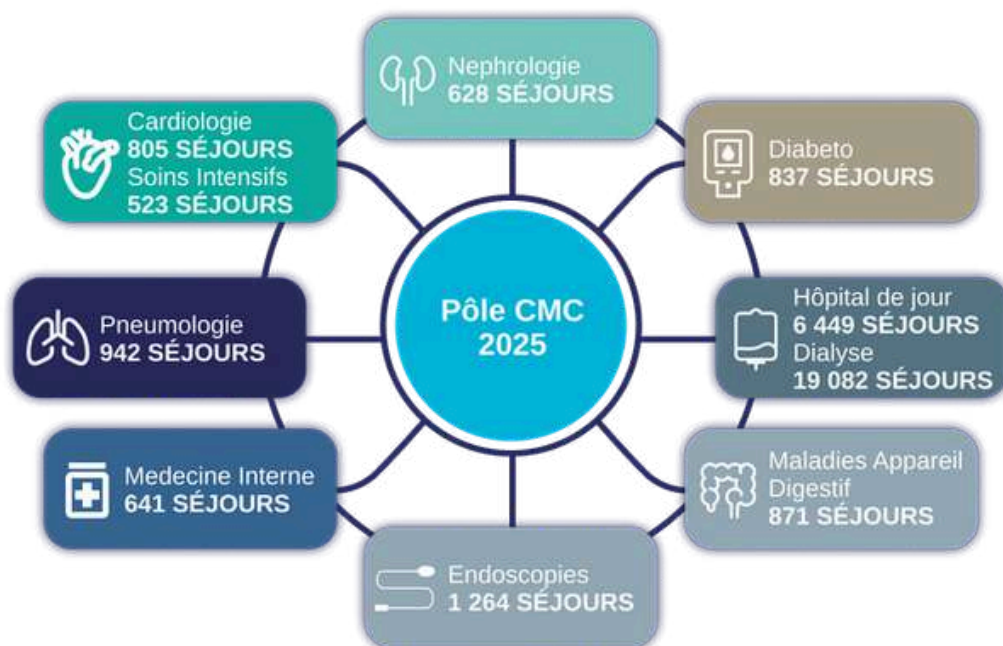 Nephrologie
628 SÉJOURS
Cardiologie
805 SÉJOURS
Soins Intensifs
523 SÉJOURS
Diabeto
837 SÉJOURS
Pôle CMC
2025
Pneumologie
942 SÉJOURS
Hôpital de jour
6 449 SÉJOURS
Dialyse
19 082 SÉJOURS
Medecine Interne
641 SÉJOURS
Maladies Appareil
Digestif
871 SÉJOURS
Endoscopies
1 264 SÉJOURS